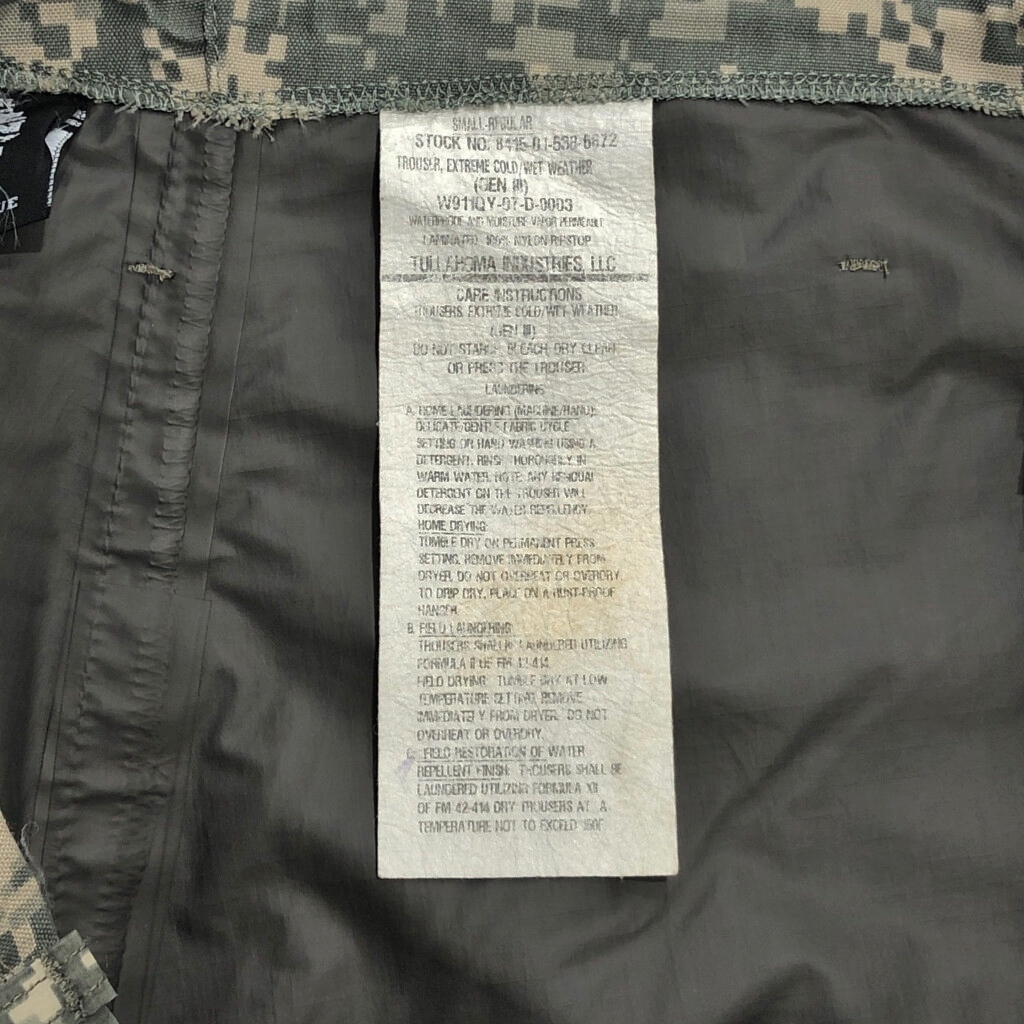 SMALL-REGULAR
STOCK NO. 8415-01-538-6672
TROUSER, EXTREME COLD/WET WEATHER
(GEN III)
W911QY-07-D-0003
WATERPROOF AND MOISTURE VAPOR PERMEABLE
LAMINATED 100% NYLON RIPSTOP
TULLAHOMA INDUSTRIES, LLC
CARE INSTRUCTIONS
TROUSERS, EXTREME COLD/WET WEATHER
(GEN III)
DO NOT STARCH, BLEACH, DRY CLEAN
OR PRESS THE TROUSER
LAUNDERING
A. HOME LAUNDERING (MACHINE/HAND):
DELICATE/GENTLE FABRIC CYCLE
SETTING OR HAND WASHING USING A
DETERGENT. RINSE THOROUGHLY IN
WARM WATER. NOTE: ANY RESIDUAL
DETERGENT ON THE TROUSER WILL
DECREASE THE WATER REPELLENCY.
HOME DRYING:
TUMBLE DRY ON PERMANENT PRESS
SETTING. REMOVE IMMEDIATELY FROM
DRYER. DO NOT OVERHEAT OR OVERDRY.
TO DRIP DRY, PLACE ON A RUST-PROOF
HANGER.
B. FIELD LAUNDERING:
TROUSERS SHALL BE LAUNDERED UTILIZING
FORMULA II OF FM 42-414
FIELD DRYING: TUMBLE DRY AT LOW
TEMPERATURE SETTING. REMOVE
IMMEDIATELY FROM DRYER. DO NOT
OVERHEAT OR OVERDRY.
C. FIELD RESTORATION OF WATER
REPELLENT FINISH: TROUSERS SHALL BE
LAUNDERED UTILIZING FORMULA XII
OF FM 42-414 DRY TROUSERS AT A
TEMPERATURE NOT TO EXCEED